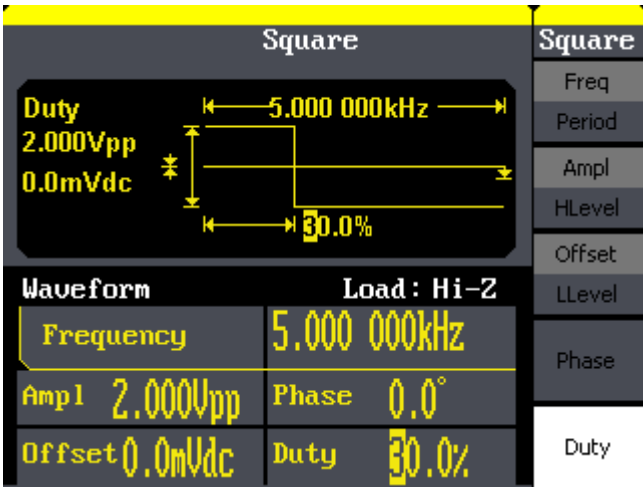 Square
Square
Freq
Period
Ampl
HLevel
Offset
LLevel
Phase
Duty
Duty
5.000 000kHz
2.000Vpp
0.0mVdc
30.0%
Waveform
Load: Hi-Z
Frequency
5.000 000kHz
Ampl 2.000Vpp
Phase 0.0°
Offset 0.0mVdc
Duty 30.0%